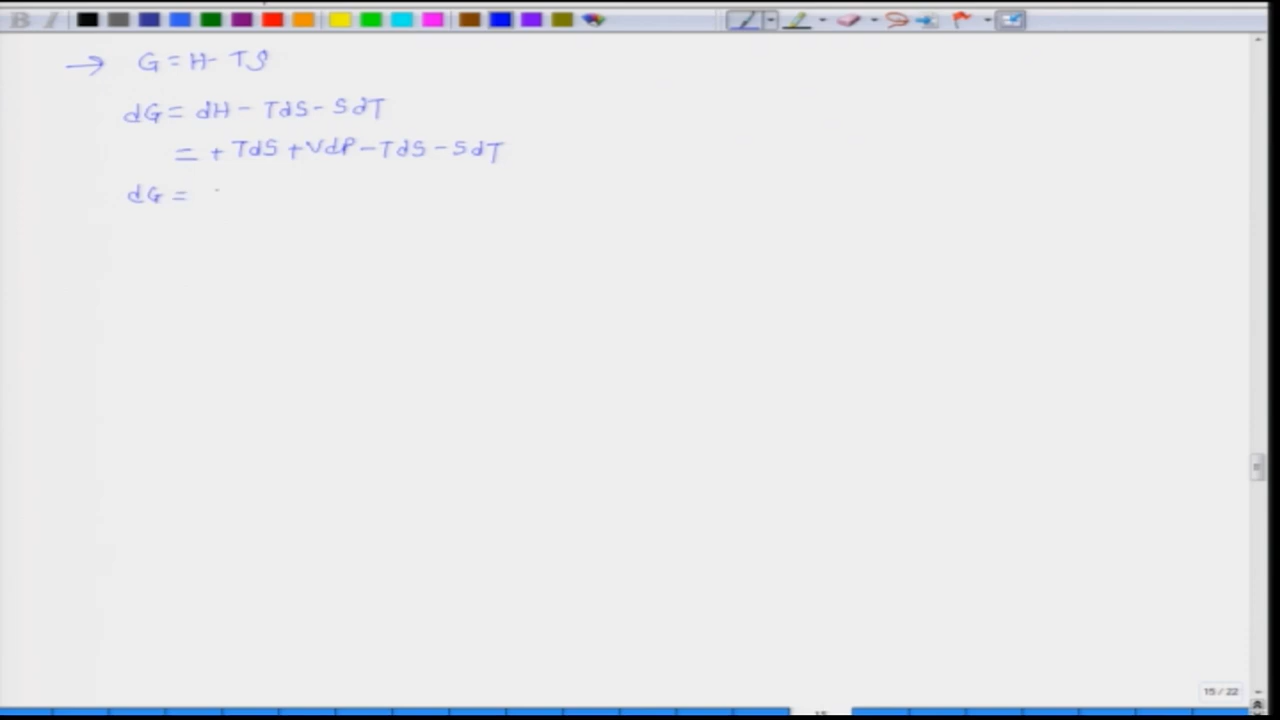 B I
→ G = H - TS
dG = dH - TdS - SdT
= + TdS + VdP - TdS - SdT
dG =
15 / 22